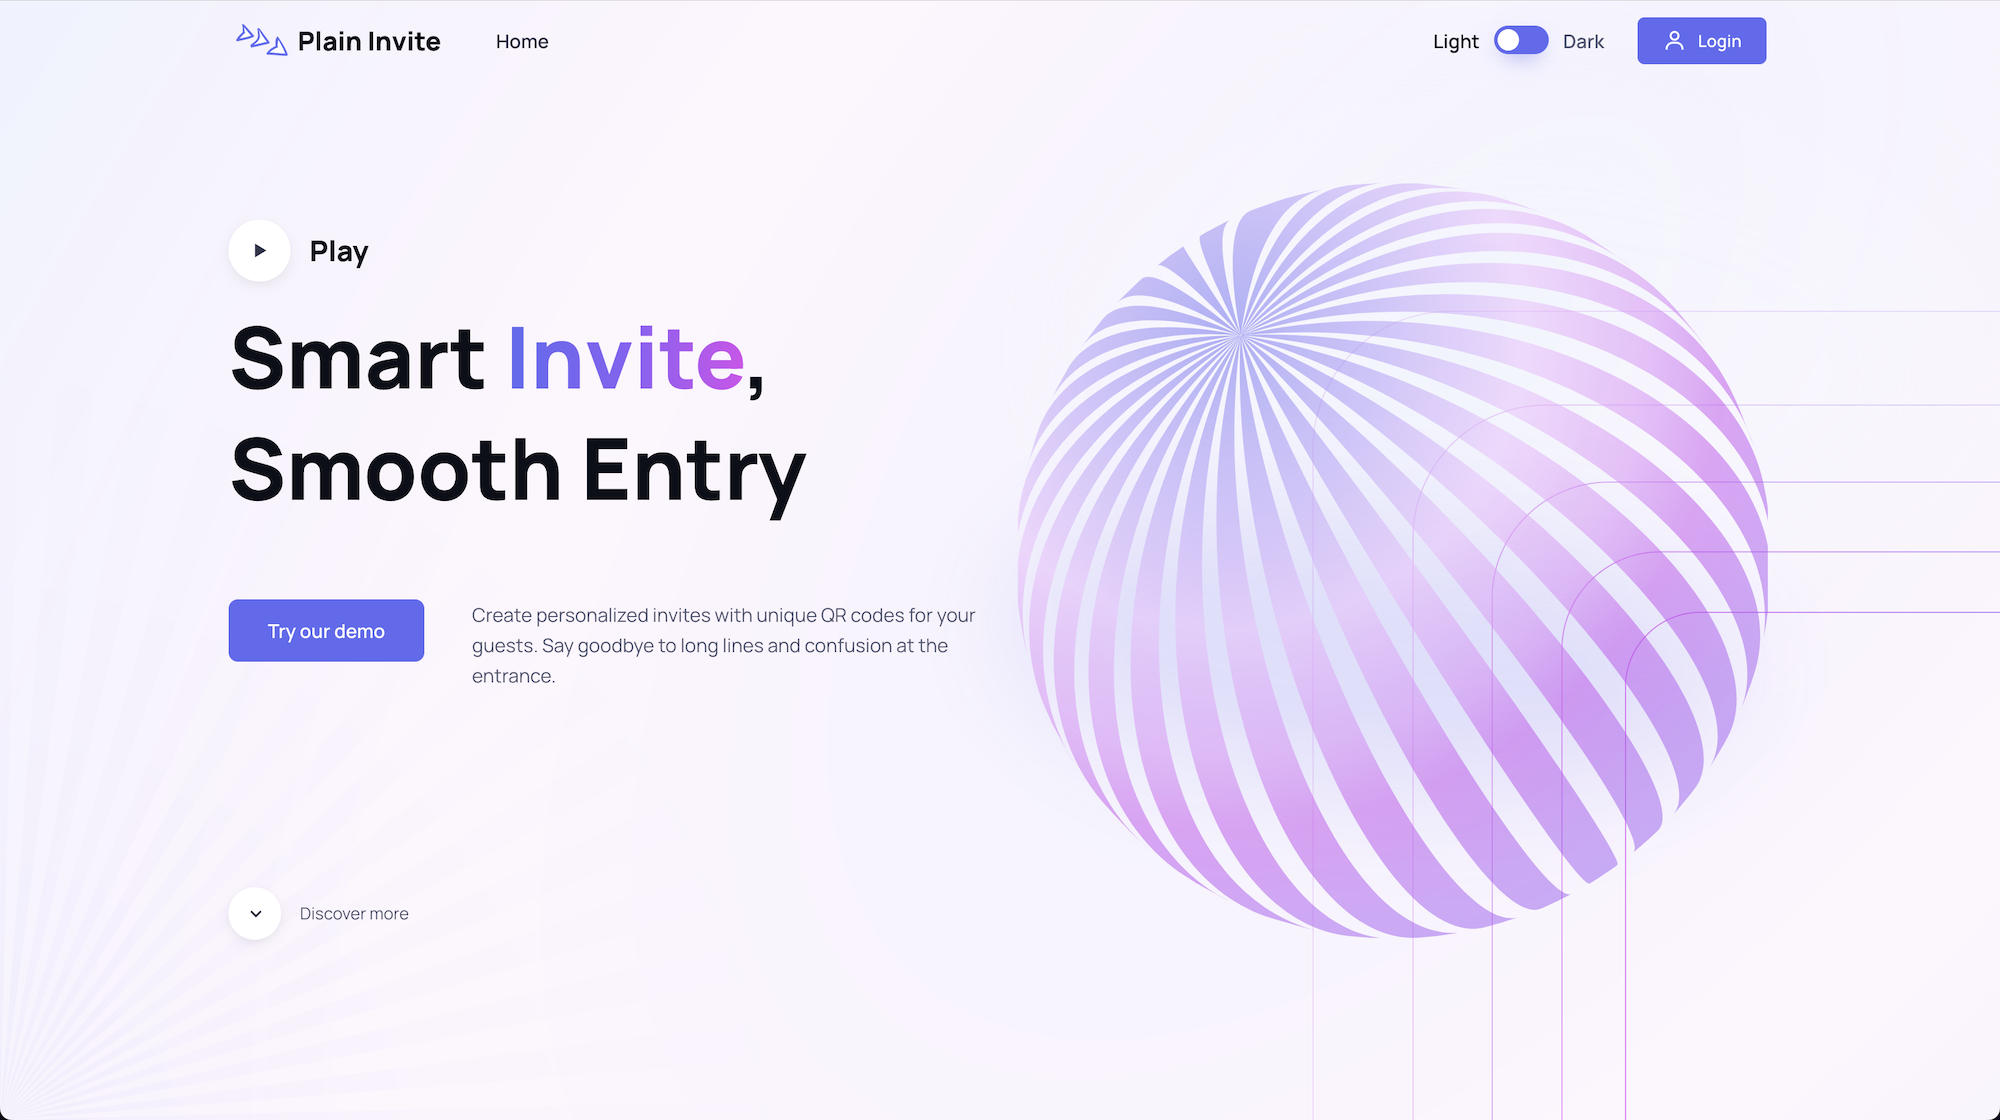 Plain Invite
Home
Light
Dark
Login
Play
Smart Invite,
Smooth Entry
Try our demo
Create personalized invites with unique QR codes for your
guests. Say goodbye to long lines and confusion at the
entrance.
Discover more